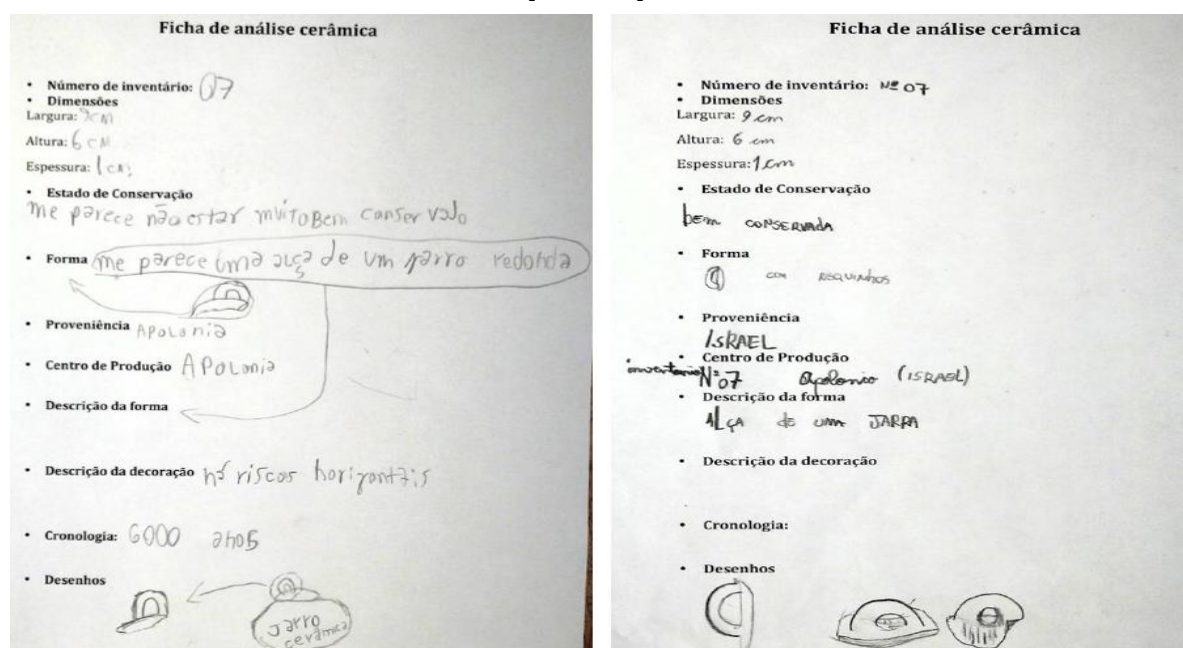 Ficha de análise cerâmica
• Número de inventário: 07
• Dimensões
Largura: 9 cM
Altura: 6 cM
Espessura: 1 cM
• Estado de Conservação
me parece não estar muito Bem conservado
• Forma me parece uma alça de um jarro redonda
• Proveniência APolonia
• Centro de Produção APolonia
• Descrição da forma
• Descrição da decoração há riscos horizontais
• Cronologia: 6000 anos
• Desenhos
Jarro
cerâmica
Ficha de análise cerâmica
• Número de inventário: Nº 07
• Dimensões
Largura: 9 cm
Altura: 6 cm
Espessura: 1 cm
• Estado de Conservação
bem CONSERVADA
• Forma
com RISQUINHOS
• Proveniência
ISRAEL
• Centro de Produção
inventario Nº 07 Apolonio (ISRAEL)
• Descrição da forma
ALÇA de uma JARRA
• Descrição da decoração
• Cronologia:
• Desenhos